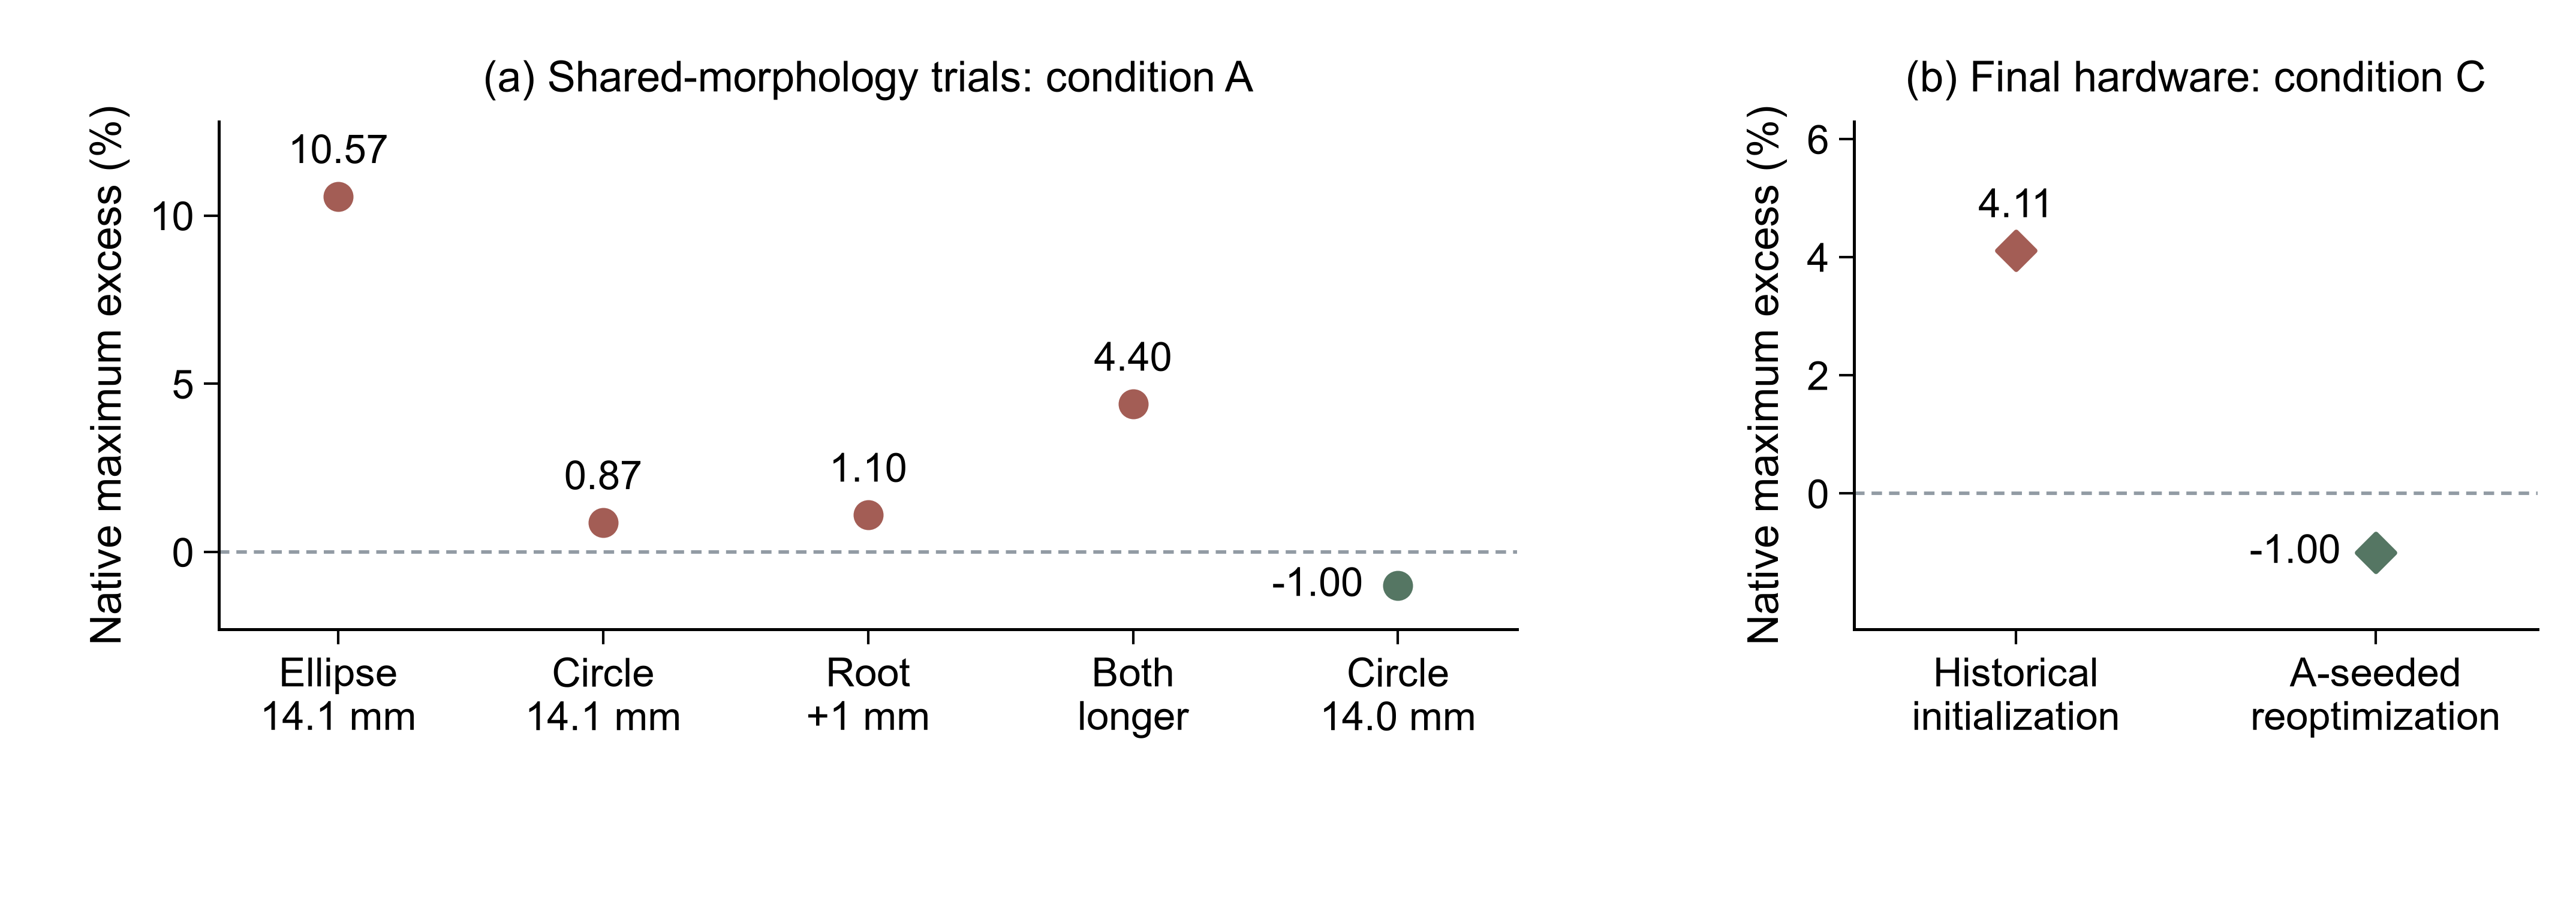 (a) Shared-morphology trials: condition A
Native maximum excess (%)
10
5
0
10.57
0.87
1.10
4.40
-1.00
Ellipse
14.1 mm
Circle
14.1 mm
Root
+1 mm
Both
longer
Circle
14.0 mm
(b) Final hardware: condition C
Native maximum excess (%)
6
4
2
0
4.11
-1.00
Historical
initialization
A-seeded
reoptimization